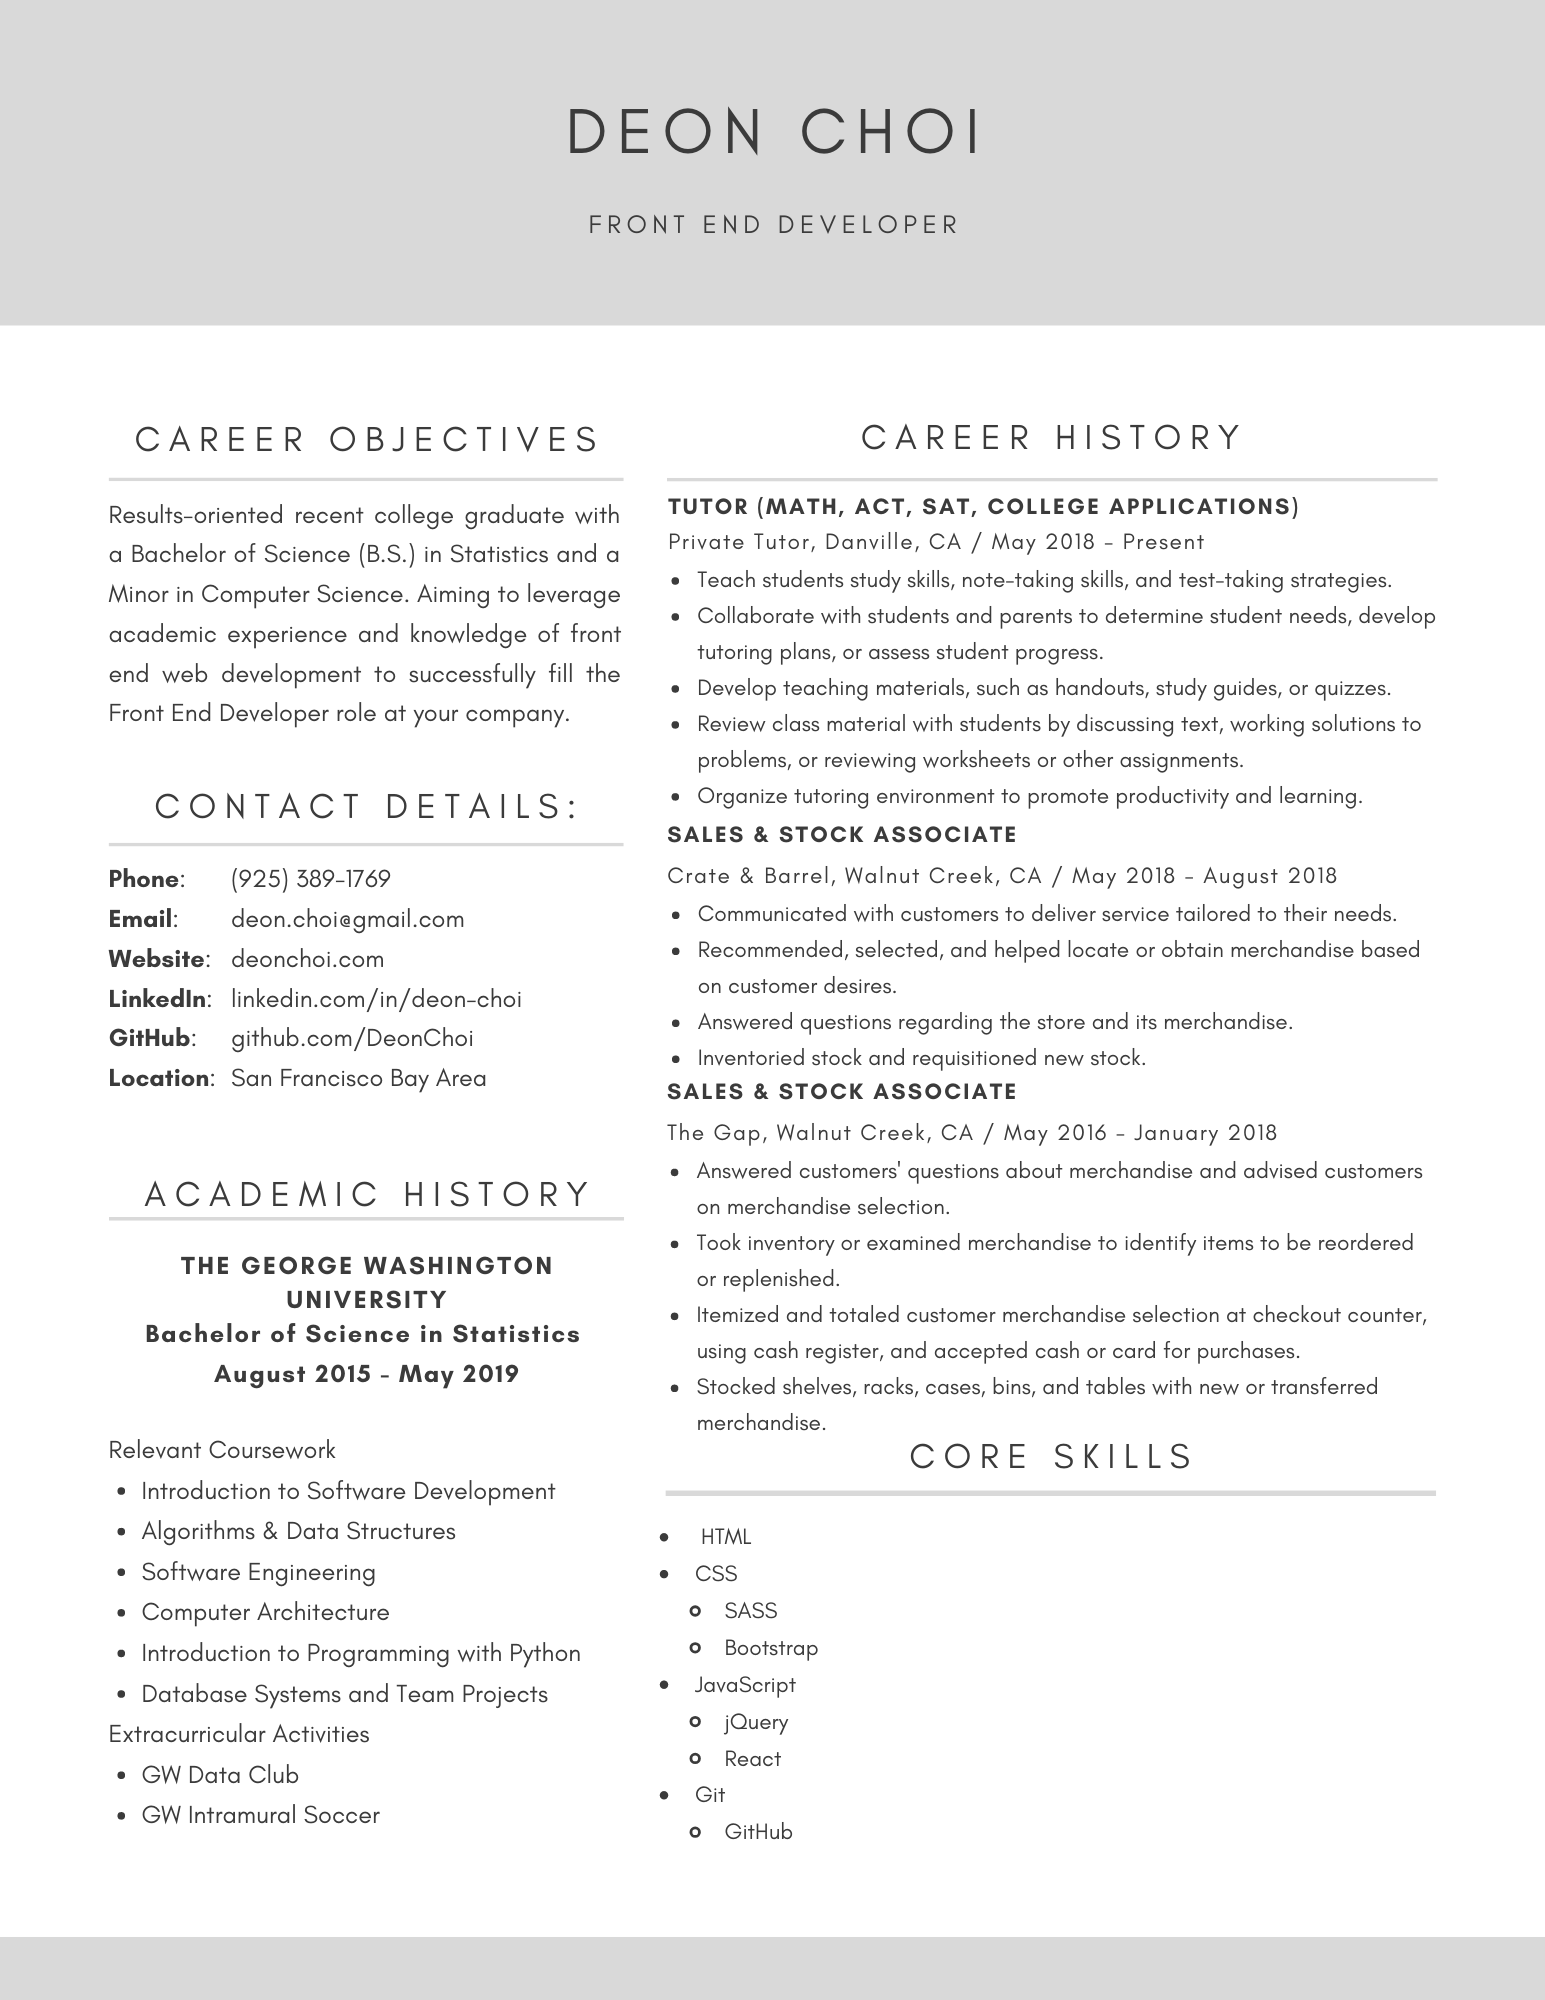 DEON CHOI
FRONT END DEVELOPER
CAREER OBJECTIVES
Results-oriented recent college graduate with
a Bachelor of Science (B.S.) in Statistics and a
Minor in Computer Science. Aiming to leverage
academic experience and knowledge of front
end web development to successfully fill the
Front End Developer role at your company.
CONTACT DETAILS:
Phone: (925) 389-1769
Email: deon.choi@gmail.com
Website: deonchoi.com
LinkedIn: linkedin.com/in/deon-choi
GitHub: github.com/DeonChoi
Location: San Francisco Bay Area
ACADEMIC HISTORY
THE GEORGE WASHINGTON
UNIVERSITY
Bachelor of Science in Statistics
August 2015 - May 2019
Relevant Coursework
• Introduction to Software Development
• Algorithms & Data Structures
• Software Engineering
• Computer Architecture
• Introduction to Programming with Python
• Database Systems and Team Projects
Extracurricular Activities
• GW Data Club
• GW Intramural Soccer
CAREER HISTORY
TUTOR (MATH, ACT, SAT, COLLEGE APPLICATIONS)
Private Tutor, Danville, CA / May 2018 - Present
• Teach students study skills, note-taking skills, and test-taking strategies.
• Collaborate with students and parents to determine student needs, develop
tutoring plans, or assess student progress.
• Develop teaching materials, such as handouts, study guides, or quizzes.
• Review class material with students by discussing text, working solutions to
problems, or reviewing worksheets or other assignments.
• Organize tutoring environment to promote productivity and learning.
SALES & STOCK ASSOCIATE
Crate & Barrel, Walnut Creek, CA / May 2018 - August 2018
• Communicated with customers to deliver service tailored to their needs.
• Recommended, selected, and helped locate or obtain merchandise based
on customer desires.
• Answered questions regarding the store and its merchandise.
• Inventoried stock and requisitioned new stock.
SALES & STOCK ASSOCIATE
The Gap, Walnut Creek, CA / May 2016 - January 2018
• Answered customers' questions about merchandise and advised customers
on merchandise selection.
• Took inventory or examined merchandise to identify items to be reordered
or replenished.
• Itemized and totaled customer merchandise selection at checkout counter,
using cash register, and accepted cash or card for purchases.
• Stocked shelves, racks, cases, bins, and tables with new or transferred
merchandise.
CORE SKILLS
• HTML
• CSS
○ SASS
○ Bootstrap
• JavaScript
○ jQuery
○ React
• Git
○ GitHub